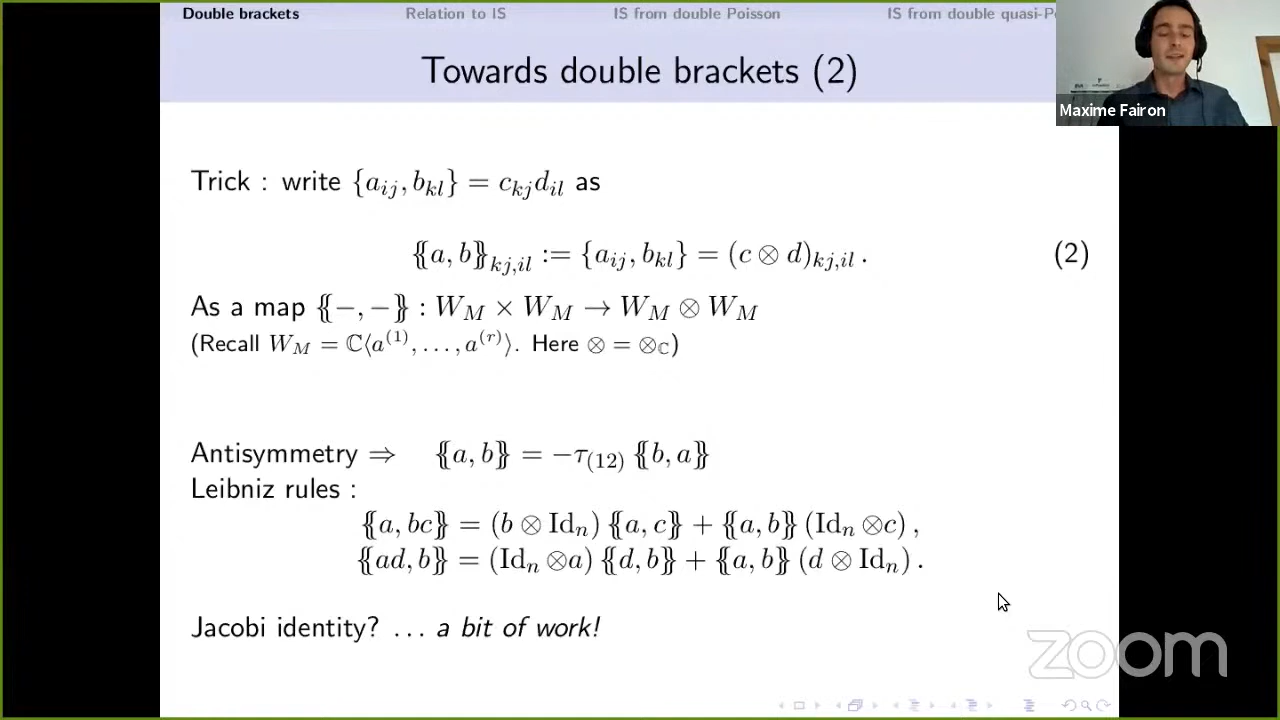 Double brackets Relation to IS IS from double Poisson IS from double quasi-P
Towards double brackets (2)
Maxime Fairon
Trick : write {a_{ij}, b_{kl}} = c_{kj}d_{il} as
{{a, b}}_{kj,il} := {a_{ij}, b_{kl}} = (c ⊗ d)_{kj,il} . (2)
As a map {{−, −}} : W_M × W_M → W_M ⊗ W_M
(Recall W_M = ℂ⟨a^{(1)}, . . . , a^{(r)}⟩. Here ⊗ = ⊗_ℂ)
Antisymmetry ⇒ {{a, b}} = −τ_{(12)} {{b, a}}
Leibniz rules :
{{a, bc}} = (b ⊗ Id_n) {{a, c}} + {{a, b}} (Id_n ⊗c) ,
{{ad, b}} = (Id_n ⊗a) {{d, b}} + {{a, b}} (d ⊗ Id_n) .
Jacobi identity? . . . a bit of work!
zoom